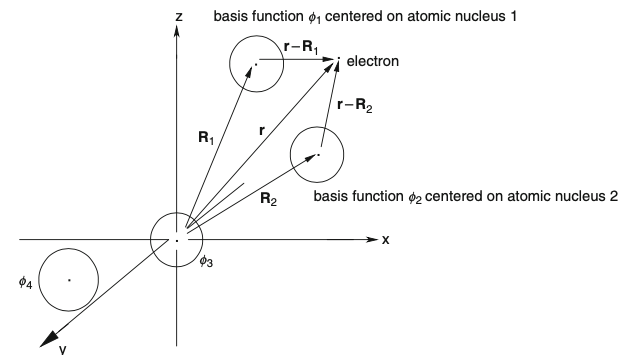 z
basis function ϕ₁ centered on atomic nucleus 1
r–R₁
electron
r–R₂
R₁
r
R₂
basis function ϕ₂ centered on atomic nucleus 2
x
ϕ₃
ϕ₄
y